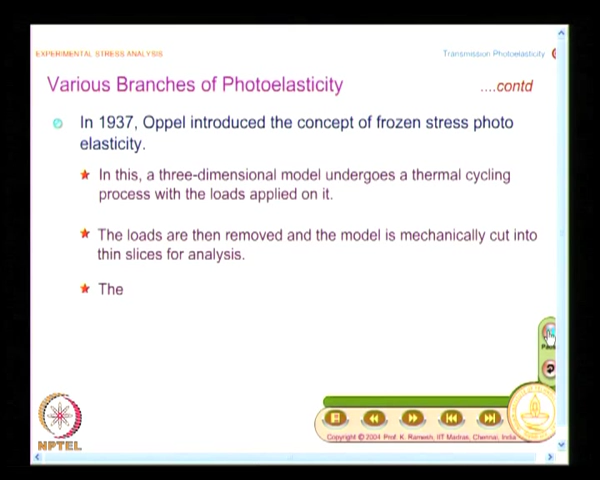 EXPERIMENTAL STRESS ANALYSIS
Transmission Photoelasticity
Various Branches of Photoelasticity
....contd
In 1937, Oppel introduced the concept of frozen stress photo
elasticity.
In this, a three-dimensional model undergoes a thermal cycling
process with the loads applied on it.
The loads are then removed and the model is mechanically cut into
thin slices for analysis.
The
NPTEL
Copyright © 2004 Prof. K. Ramesh, IIT Madras, Chennai, India